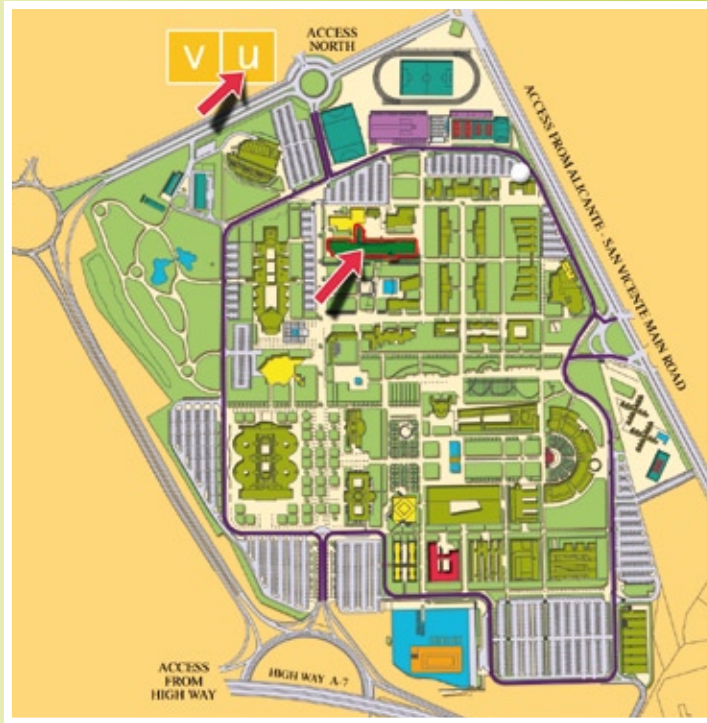 v u
ACCESS
NORTH
ACCESS FROM ALICANTE - SAN VICENTE MAIN ROAD
ACCESS
FROM
HIGH WAY
HIGH WAY A-7